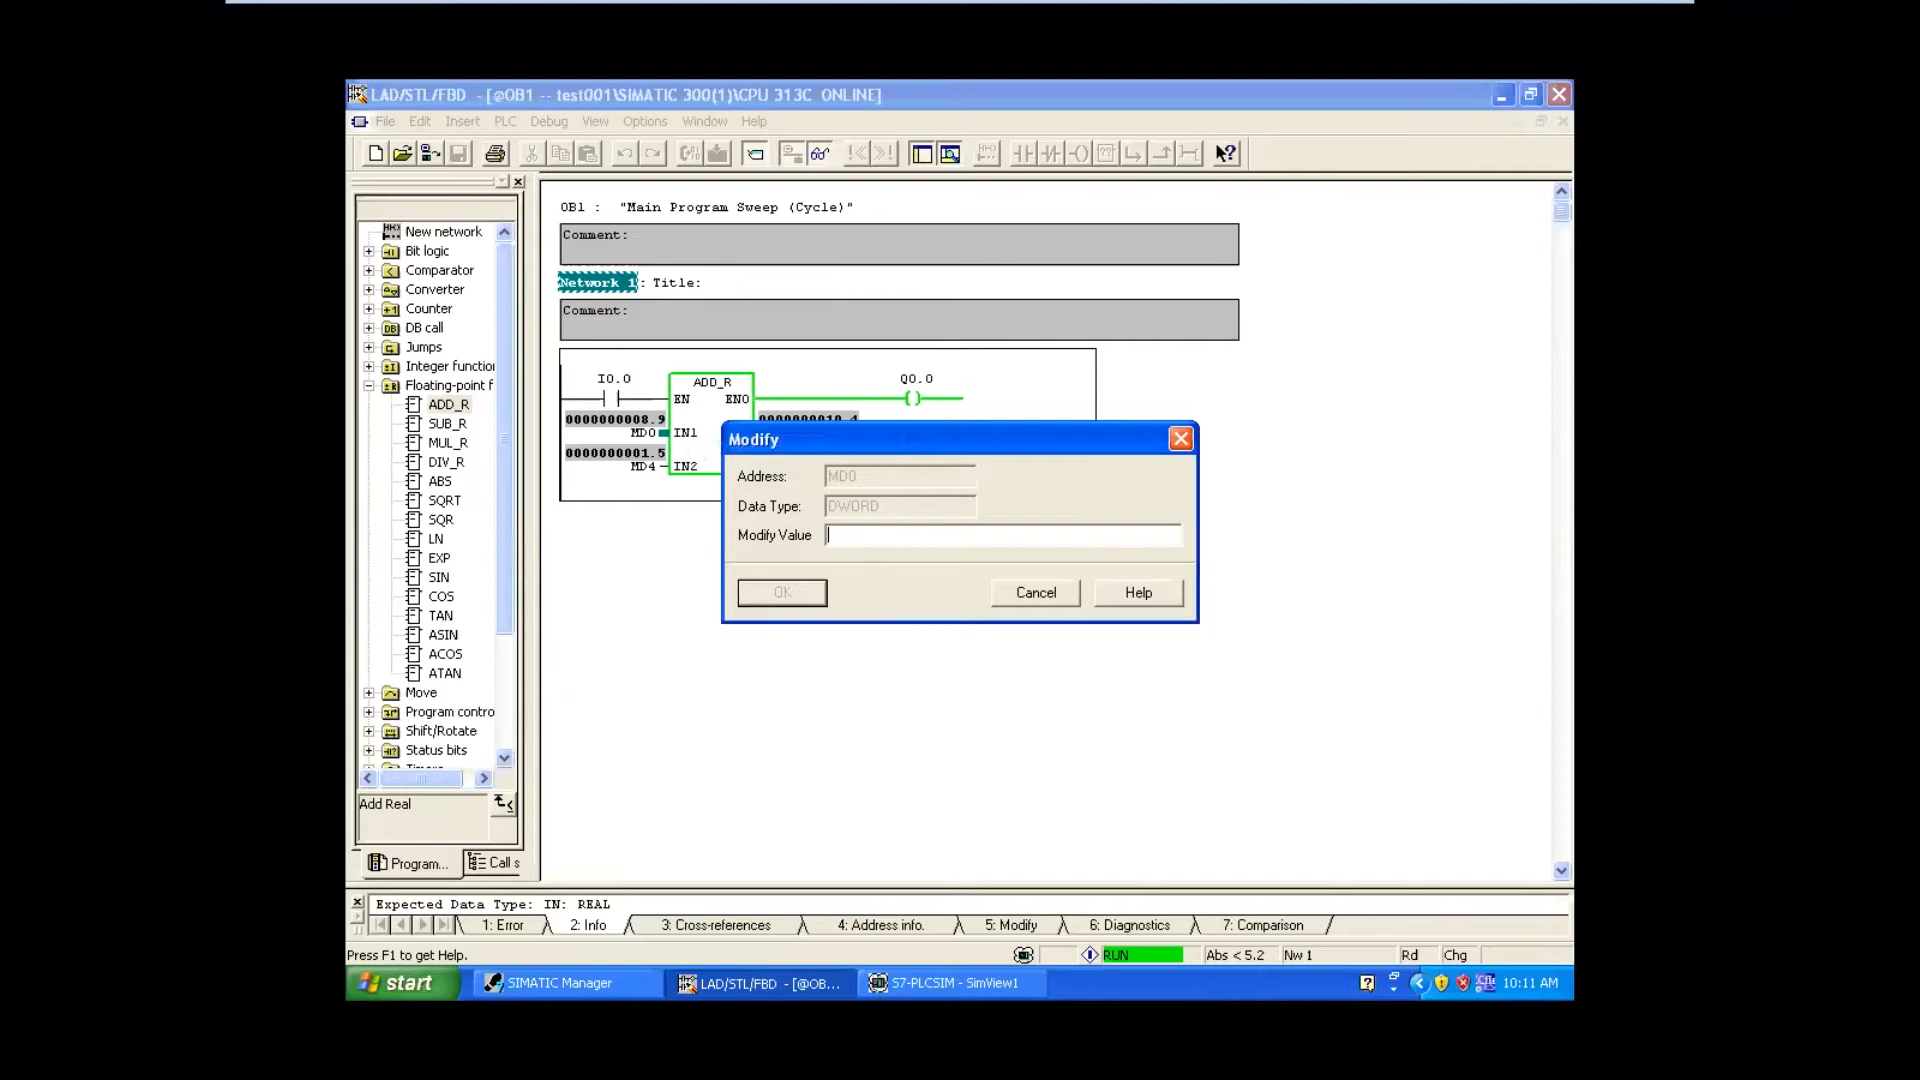 LAD/STL/FBD - [@OB1 -- test001\SIMATIC 300(1)\CPU 313C ONLINE]
File Edit Insert PLC Debug View Options Window Help
OB1 : "Main Program Sweep (Cycle)"
Comment:
Network 1: Title:
Comment:
New network
Bit logic
Comparator
Converter
Counter
DB call
Jumps
Integer function
Floating-point f
ADD_R
SUB_R
MUL_R
DIV_R
ABS
SQRT
SQR
LN
EXP
SIN
COS
TAN
ASIN
ACOS
ATAN
Move
Program contro
Shift/Rotate
Status bits
Add Real
Program... Call s
I0.0 ADD_R Q0.0
EN ENO
0000000008.9 0000000010.4
MD0 IN1
0000000001.5
MD4 IN2
Modify
Address: MD0
Data Type: DWORD
Modify Value
OK Cancel Help
Expected Data Type: IN: REAL
1: Error 2: Info 3: Cross-references 4: Address info. 5: Modify 6: Diagnostics 7: Comparison
Press F1 to get Help. RUN Abs < 5.2 Nw 1 Rd Chg
start SIMATIC Manager LAD/STL/FBD - [@OB... S7-PLCSIM - SimView1 10:11 AM